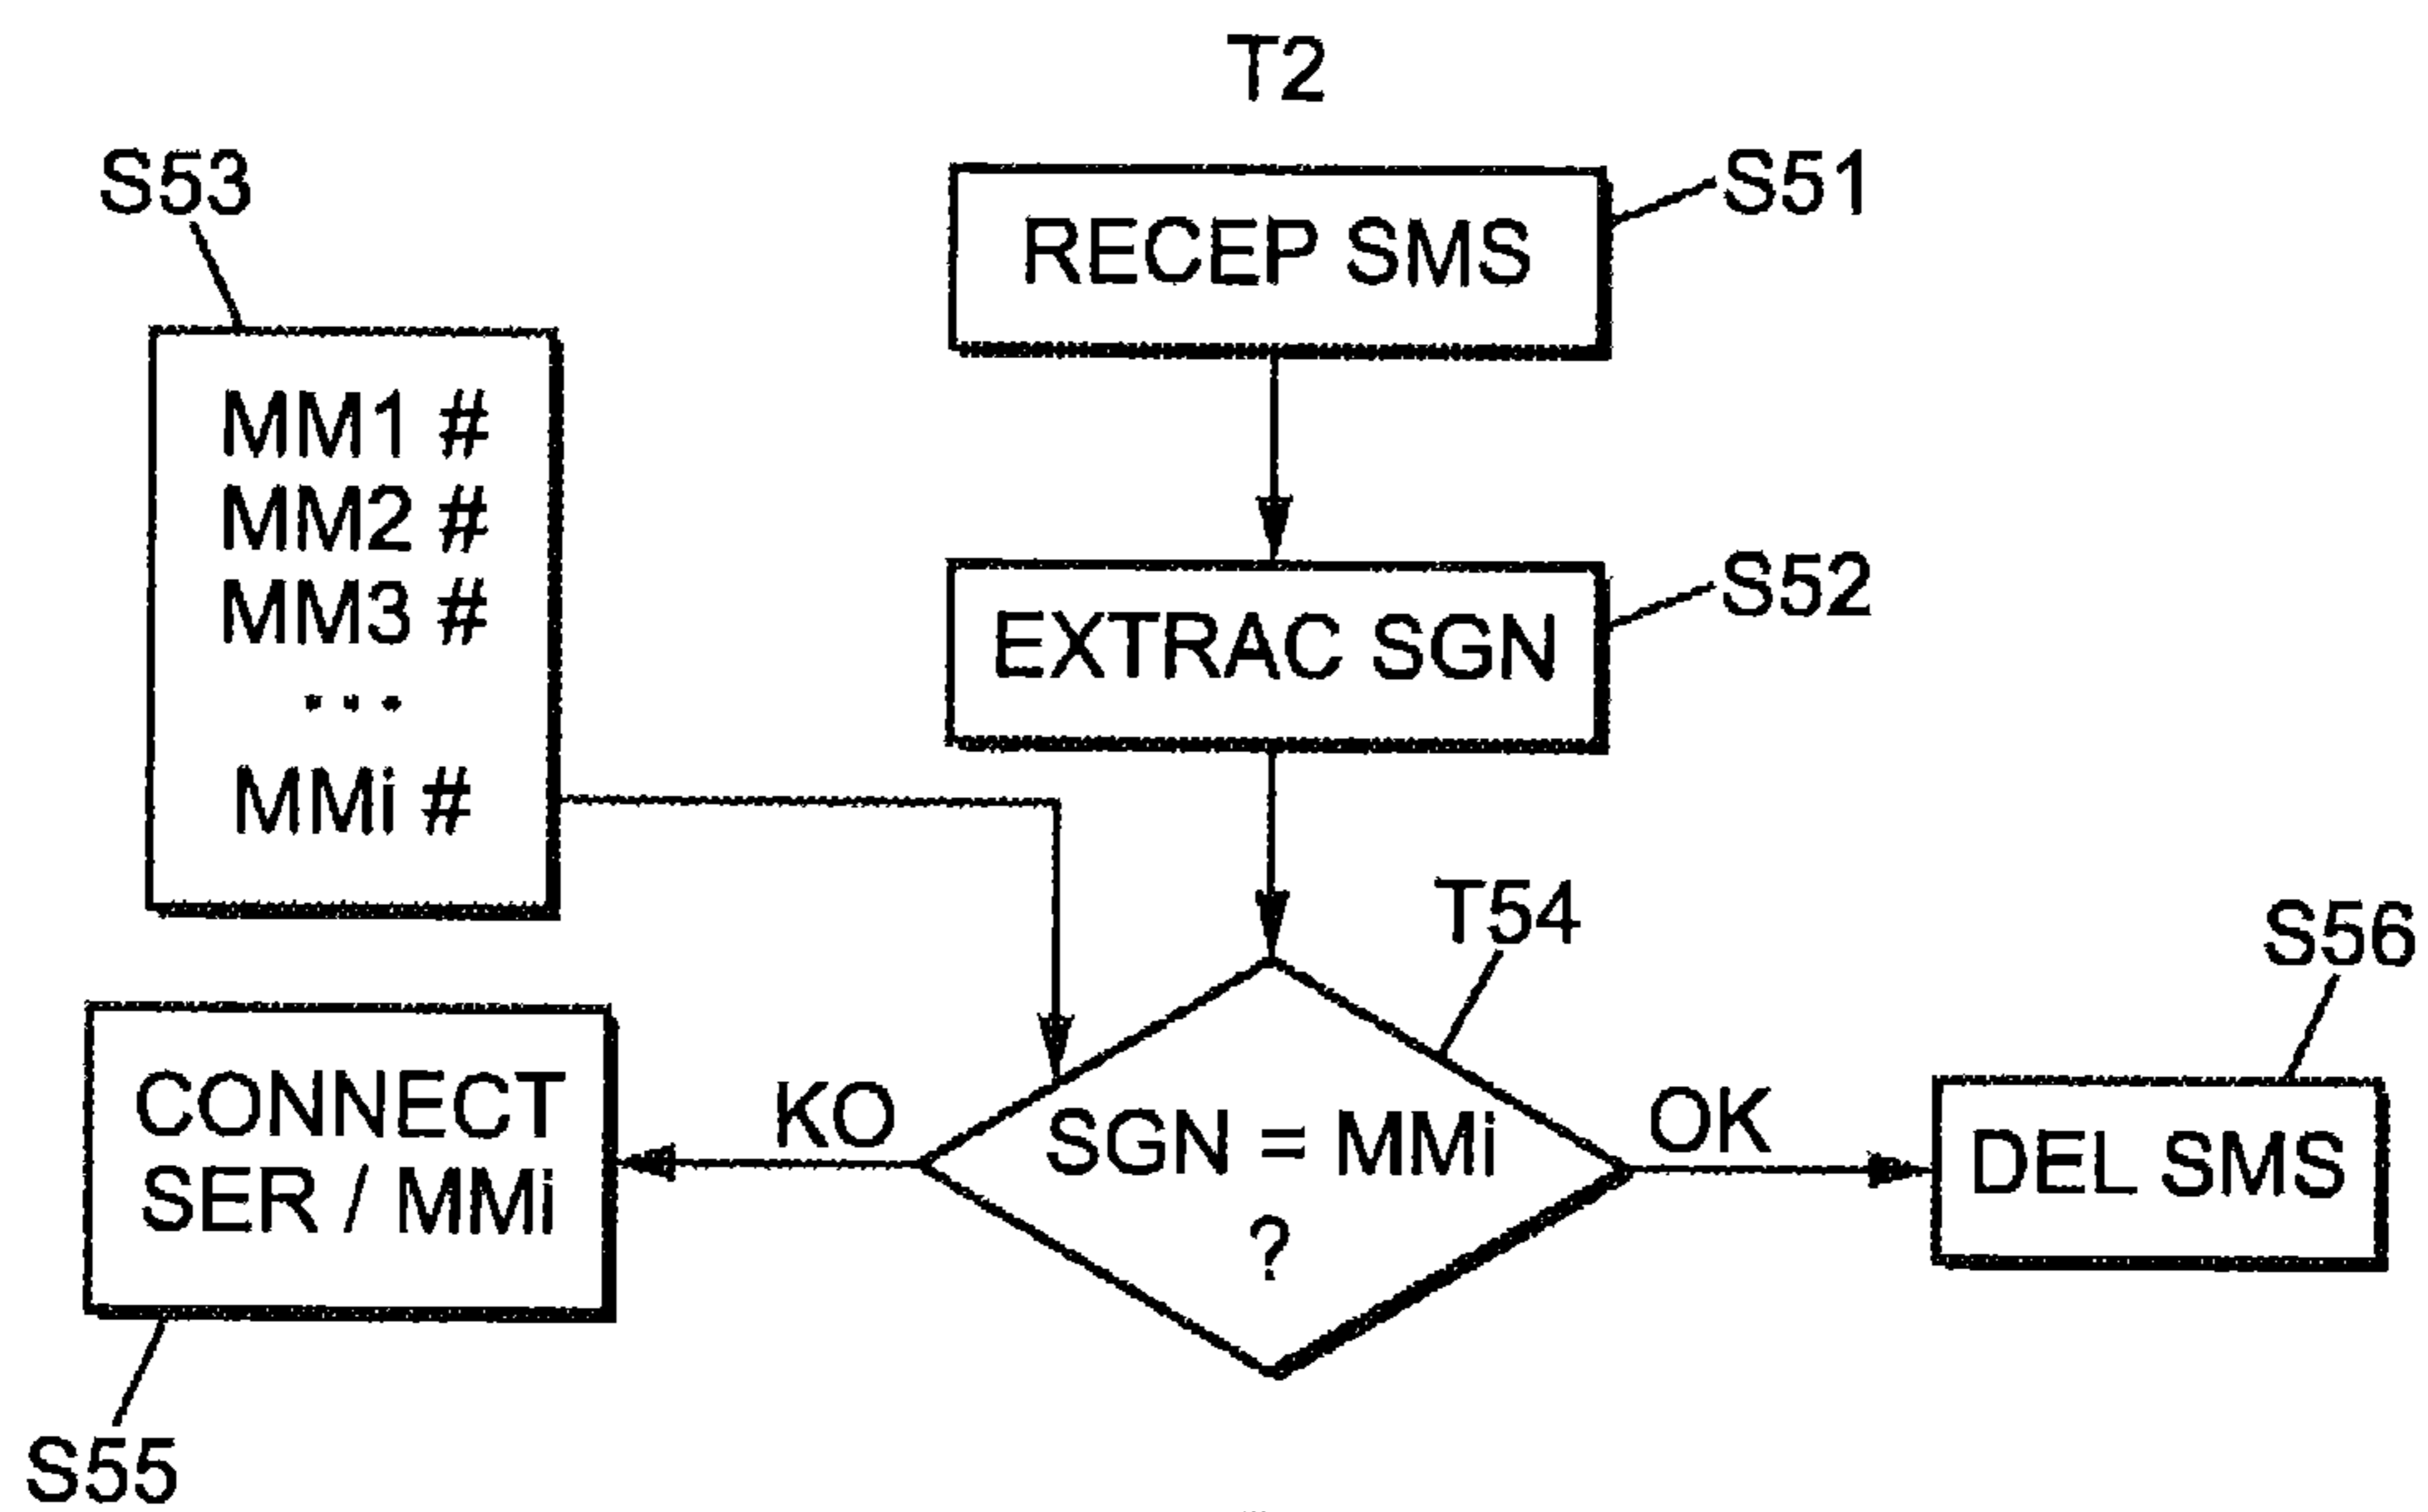 T2
S53
S51
RECEP SMS
MM1 #
MM2 #
MM3 #
...
MMi #
S52
EXTRAC SGN
T54
S56
CONNECT
SER / MMi
KO
SGN = MMi
?
OK
DEL SMS
S55